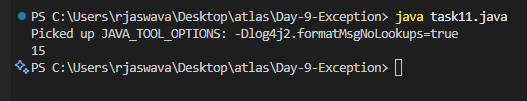 PS C:\Users\rjaswava\Desktop\atlas\Day-9-Exception> java task11.java
Picked up JAVA_TOOL_OPTIONS: -Dlog4j2.formatMsgNoLookups=true
15
PS C:\Users\rjaswava\Desktop\atlas\Day-9-Exception>